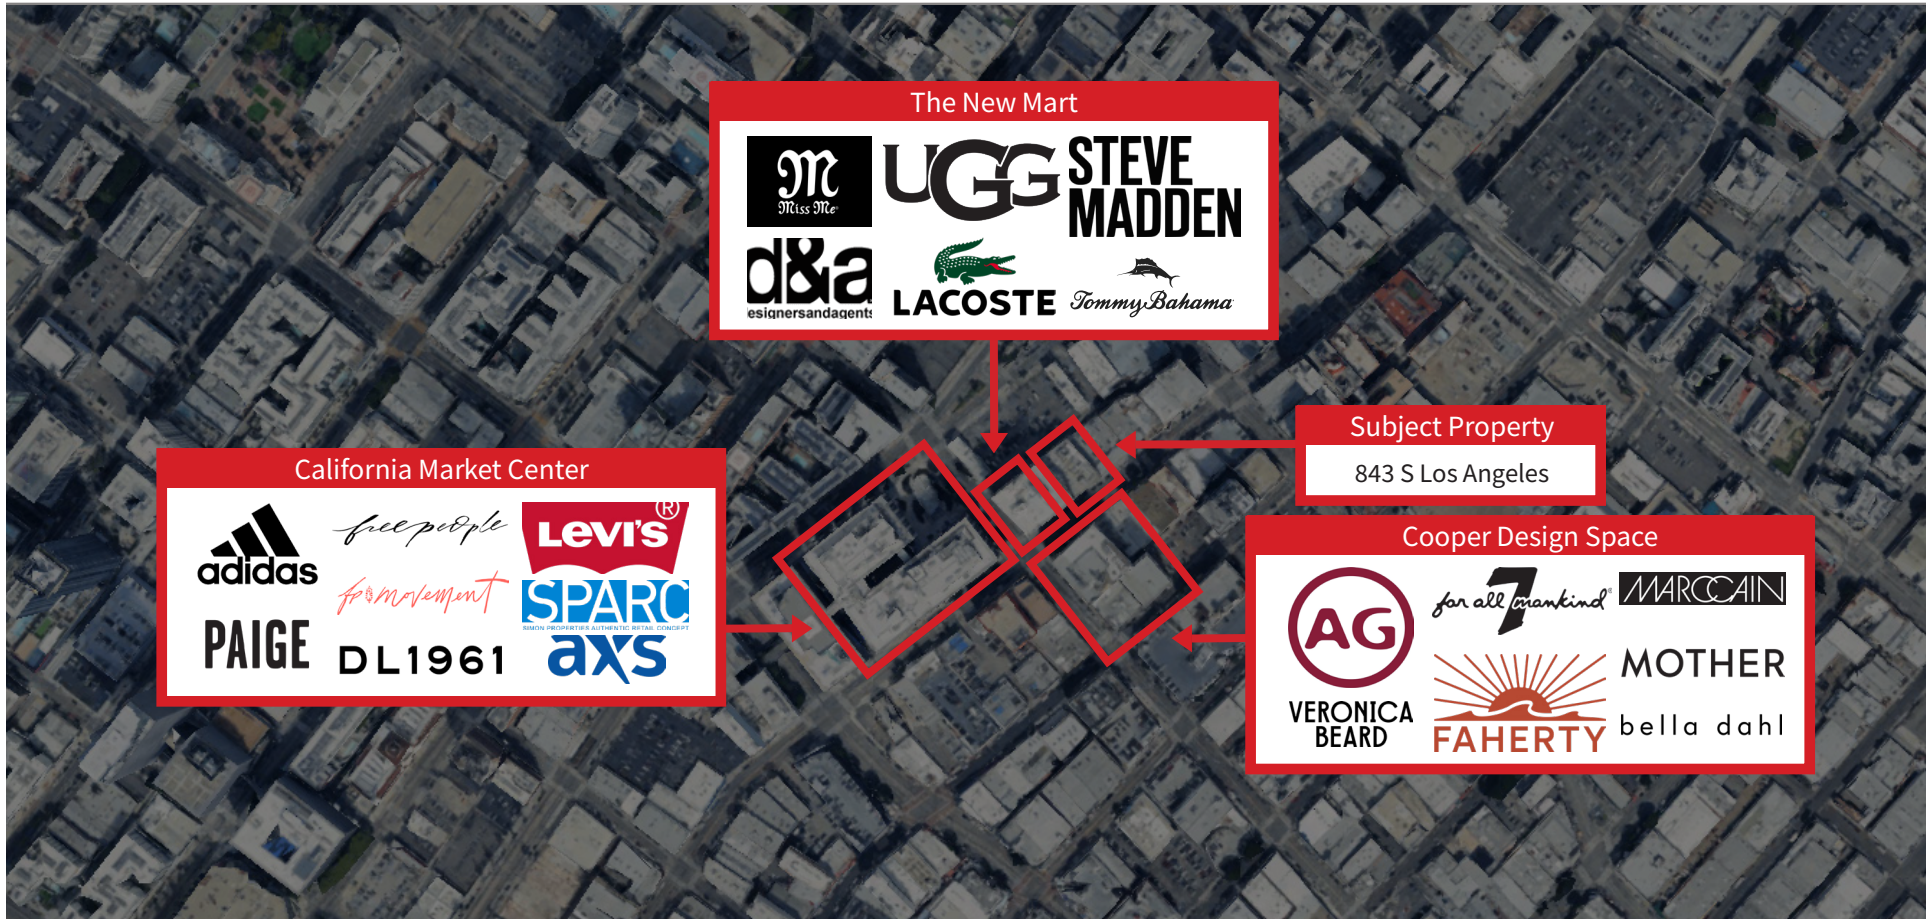 The New Mart
M
Miss Me
UGG
STEVE
MADDEN
d&a
esignersandagents
LACOSTE
Tommy Bahama
Subject Property
843 S Los Angeles
California Market Center
adidas
free people
LEVI'S®
fp movement
SPARC
SIMON PROPERTIES AUTHENTIC RETAIL CONCEPT
PAIGE
DL1961
axs
Cooper Design Space
AG
7
for all mankind®
MARCCAIN
MOTHER
VERONICA
BEARD
FAHERTY
bella dahl